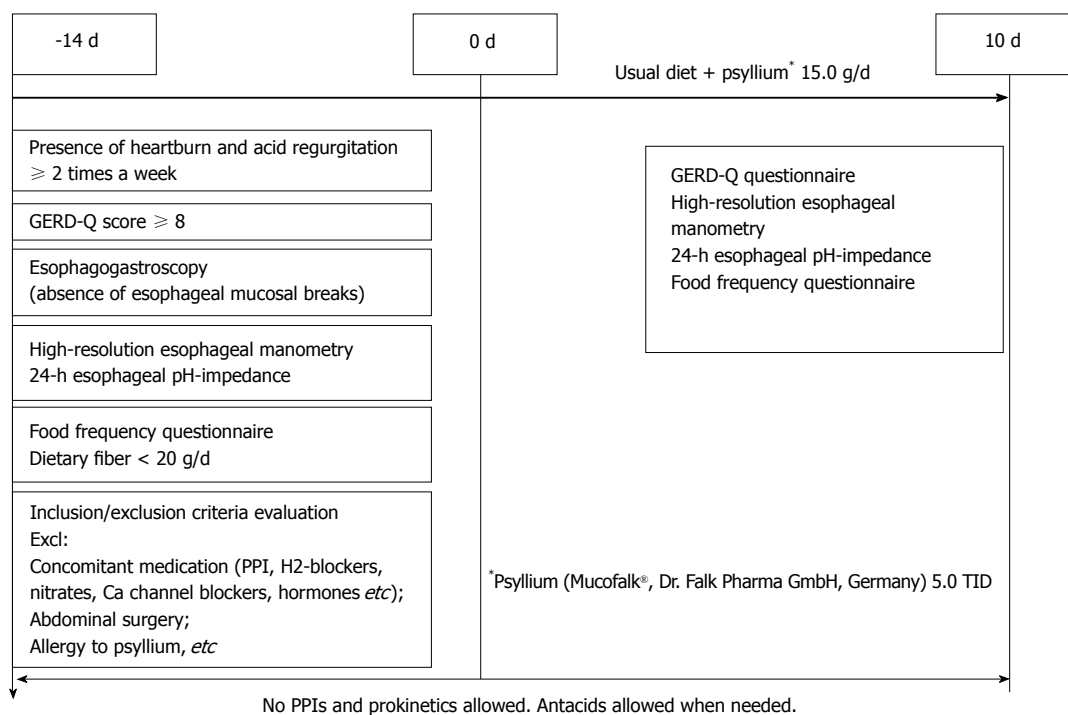 -14 d
0 d
10 d
Usual diet + psyllium* 15.0 g/d
Presence of heartburn and acid regurgitation
⩾ 2 times a week
GERD-Q score ⩾ 8
Esophagogastroscopy
(absence of esophageal mucosal breaks)
High-resolution esophageal manometry
24-h esophageal pH-impedance
Food frequency questionnaire
Dietary fiber < 20 g/d
Inclusion/exclusion criteria evaluation
Excl:
Concomitant medication (PPI, H2-blockers,
nitrates, Ca channel blockers, hormones etc);
Abdominal surgery;
Allergy to psyllium, etc
GERD-Q questionnaire
High-resolution esophageal
manometry
24-h esophageal pH-impedance
Food frequency questionnaire
*Psyllium (Mucofalk®, Dr. Falk Pharma GmbH, Germany) 5.0 TID
No PPIs and prokinetics allowed. Antacids allowed when needed.